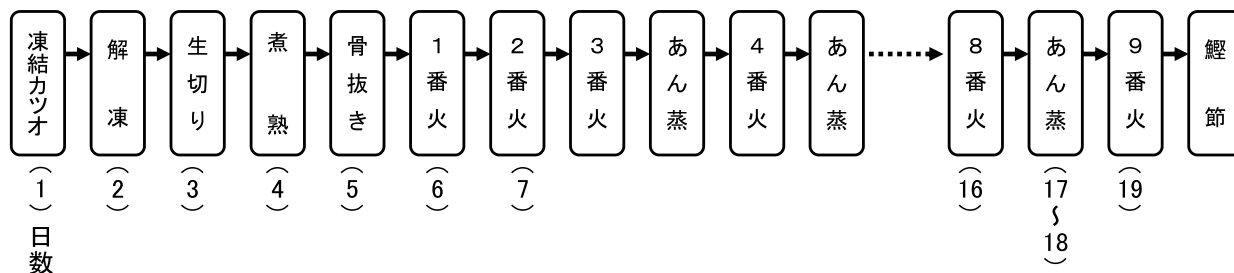 凍結カツオ
解凍
生切り
煮熟
骨抜き
1番火
2番火
3番火
あん蒸
4番火
あん蒸
8番火
あん蒸
9番火
鰹節
(1)日数
(2)
(3)
(4)
(5)
(6)
(7)
(16)
(17~18)
(19)